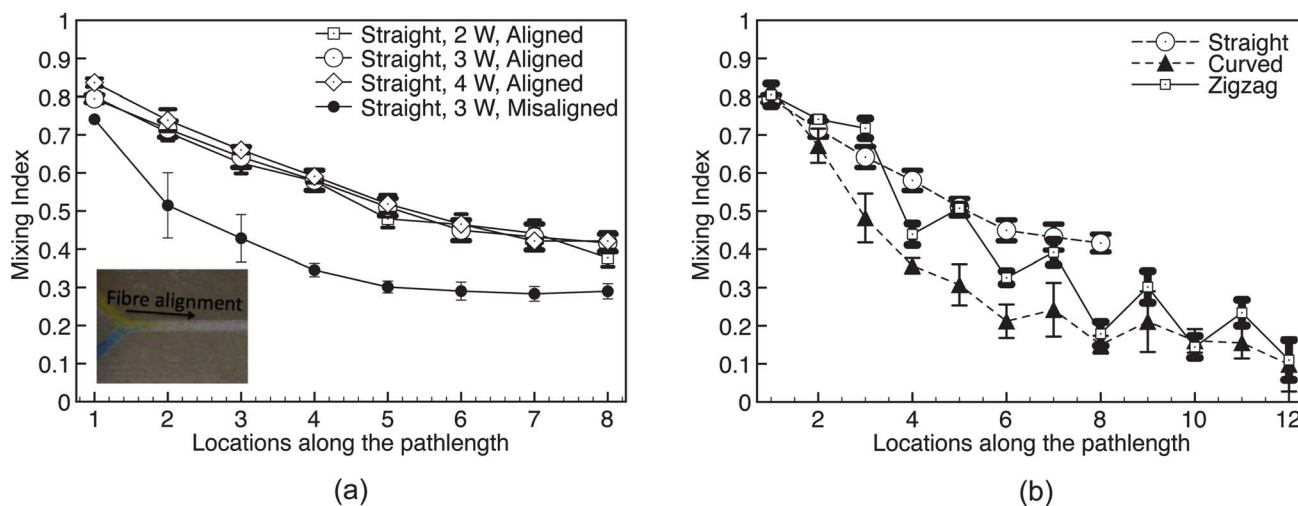 1
0.9
0.8
0.7
0.6
0.5
0.4
0.3
0.2
0.1
0
Mixing Index
Straight, 2 W, Aligned
Straight, 3 W, Aligned
Straight, 4 W, Aligned
Straight, 3 W, Misaligned
Fibre alignment
1 2 3 4 5 6 7 8
Locations along the pathlength
(a)
1
0.9
0.8
0.7
0.6
0.5
0.4
0.3
0.2
0.1
0
Mixing Index
Straight
Curved
Zigzag
2 4 6 8 10 12
Locations along the pathlength
(b)